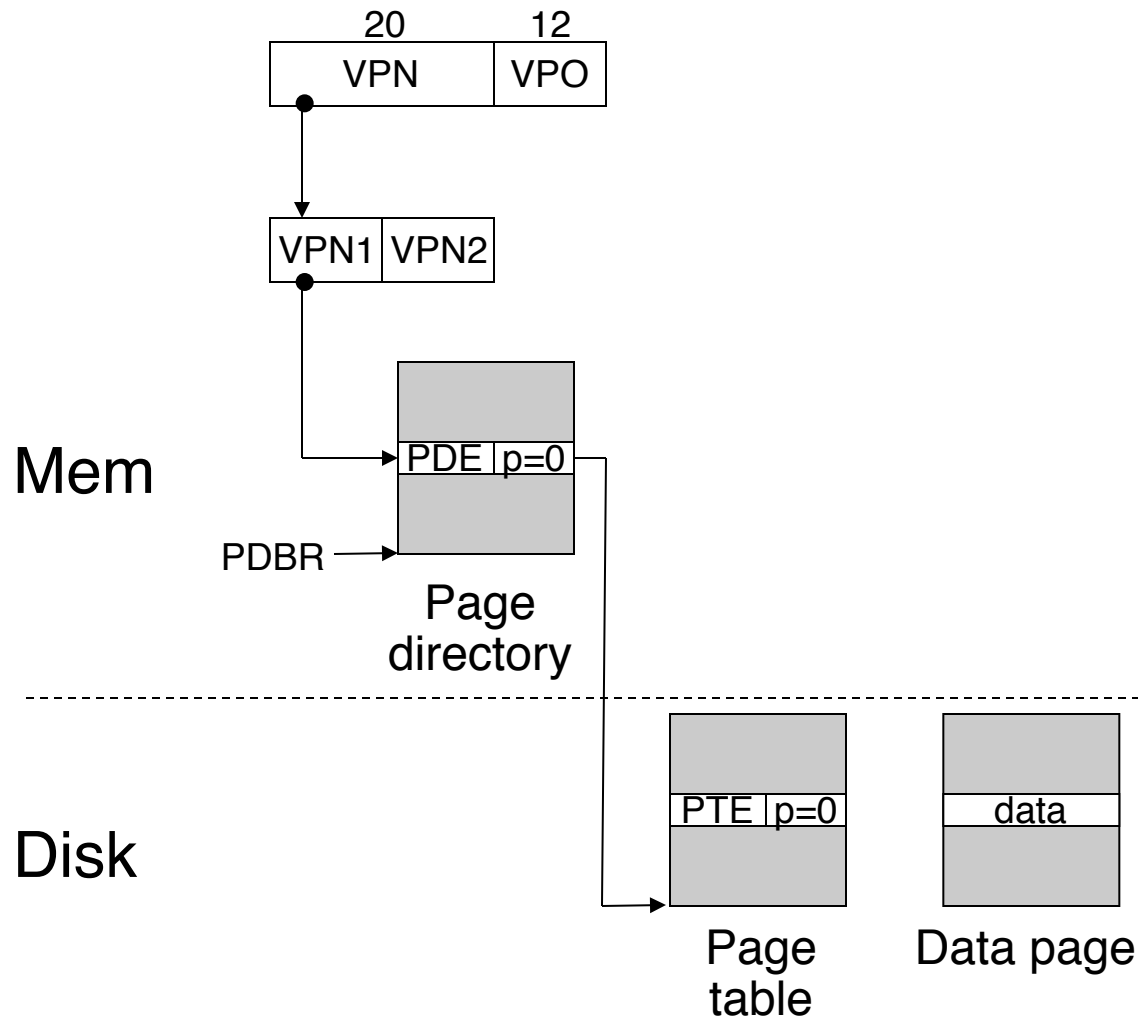 20 12
VPN VPO
VPN1 VPN2
Mem
PDE p=0
PDBR
Page
directory
Disk
PTE p=0
data
Page
table
Data page